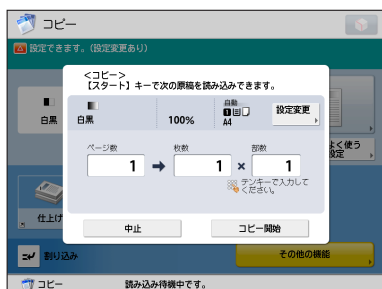 コピー
設定できます。(設定変更あり)
<コピー>
【スタート】キーで次の原稿を読み込みできます。
白黒
白黒
100%
自動
A4
設定変更
よく使う
設定
ページ数
枚数
部数
1
1
×
1
テンキーで入力して
ください。
仕上げ
中止
コピー開始
割り込み
その他の機能
コピー
読み込み待機中です。